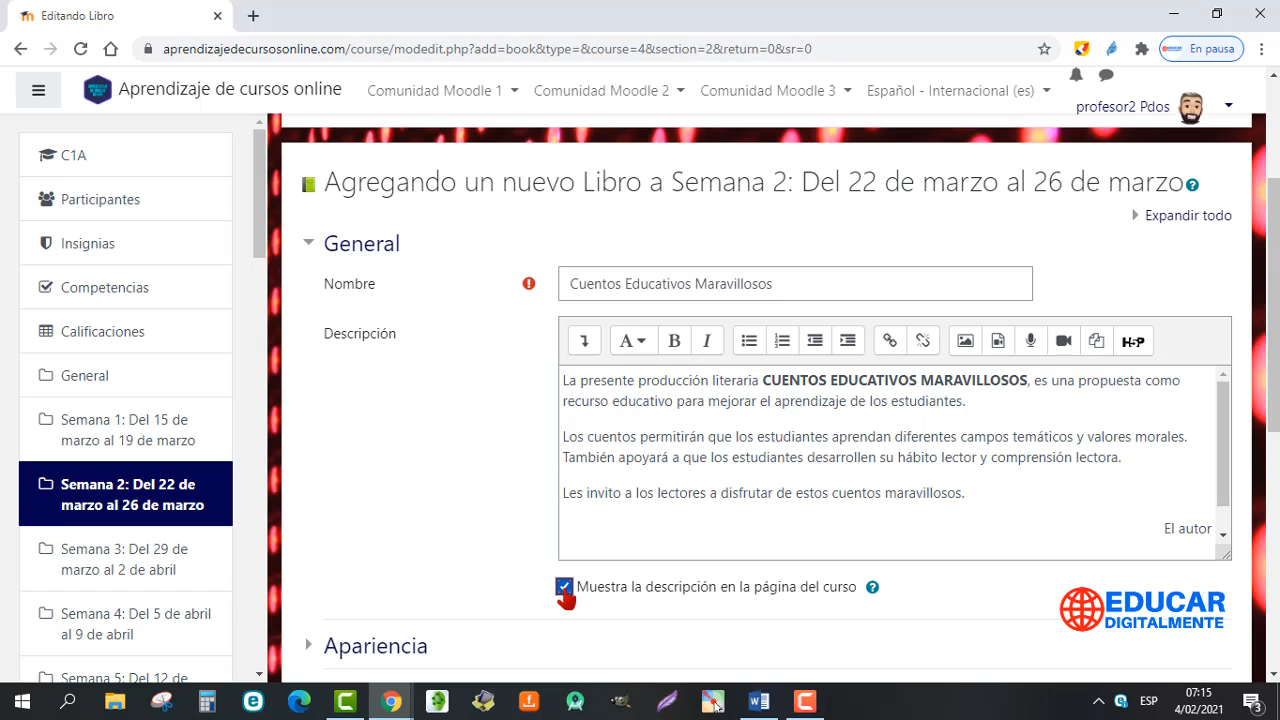 Editando Libro
aprendizajedecursosonline.com/course/modedit.php?add=book&type=&course=4&section=2&return=0&sr=0
En pausa
Aprendizaje de cursos online
Comunidad Moodle 1
Comunidad Moodle 2
Comunidad Moodle 3
Español - Internacional (es)
profesor2 Pdos
C1A
Participantes
Insignias
Competencias
Calificaciones
General
Semana 1: Del 15 de
marzo al 19 de marzo
Semana 2: Del 22 de
marzo al 26 de marzo
Semana 3: Del 29 de
marzo al 2 de abril
Semana 4: Del 5 de abril
al 9 de abril
Semana 5: Del 12 de
Agregando un nuevo Libro a Semana 2: Del 22 de marzo al 26 de marzo
Expandir todo
General
Nombre
Cuentos Educativos Maravillosos
Descripción
A
B
I
H5P
La presente producción literaria CUENTOS EDUCATIVOS MARAVILLOSOS, es una propuesta como
recurso educativo para mejorar el aprendizaje de los estudiantes.
Los cuentos permitirán que los estudiantes aprendan diferentes campos temáticos y valores morales.
También apoyará a que los estudiantes desarrollen su hábito lector y comprensión lectora.
Les invito a los lectores a disfrutar de estos cuentos maravillosos.
El autor
Muestra la descripción en la página del curso
EDUCAR
DIGITALMENTE
Apariencia
ESP
07:15
4/02/2021
3